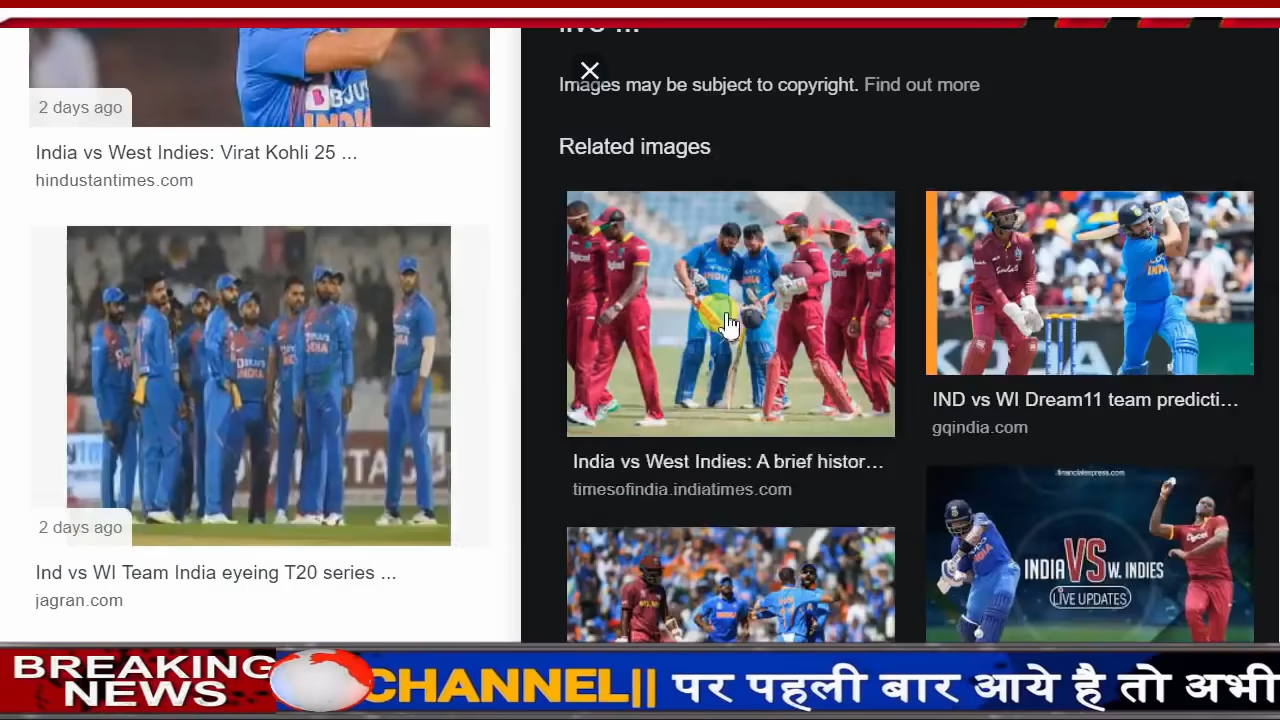 Images may be subject to copyright. Find out more
Related images
2 days ago
India vs West Indies: Virat Kohli 25 ...
hindustantimes.com
2 days ago
Ind vs WI Team India eyeing T20 series ...
jagran.com
India vs West Indies: A brief histor...
timesofindia.indiatimes.com
IND vs WI Dream11 team predicti...
gqindia.com
financialexpress.com
INDIA VS W. INDIES
LIVE UPDATES
BREAKING
NEWS
CHANNEL|| पर पहली बार आये है तो अभी